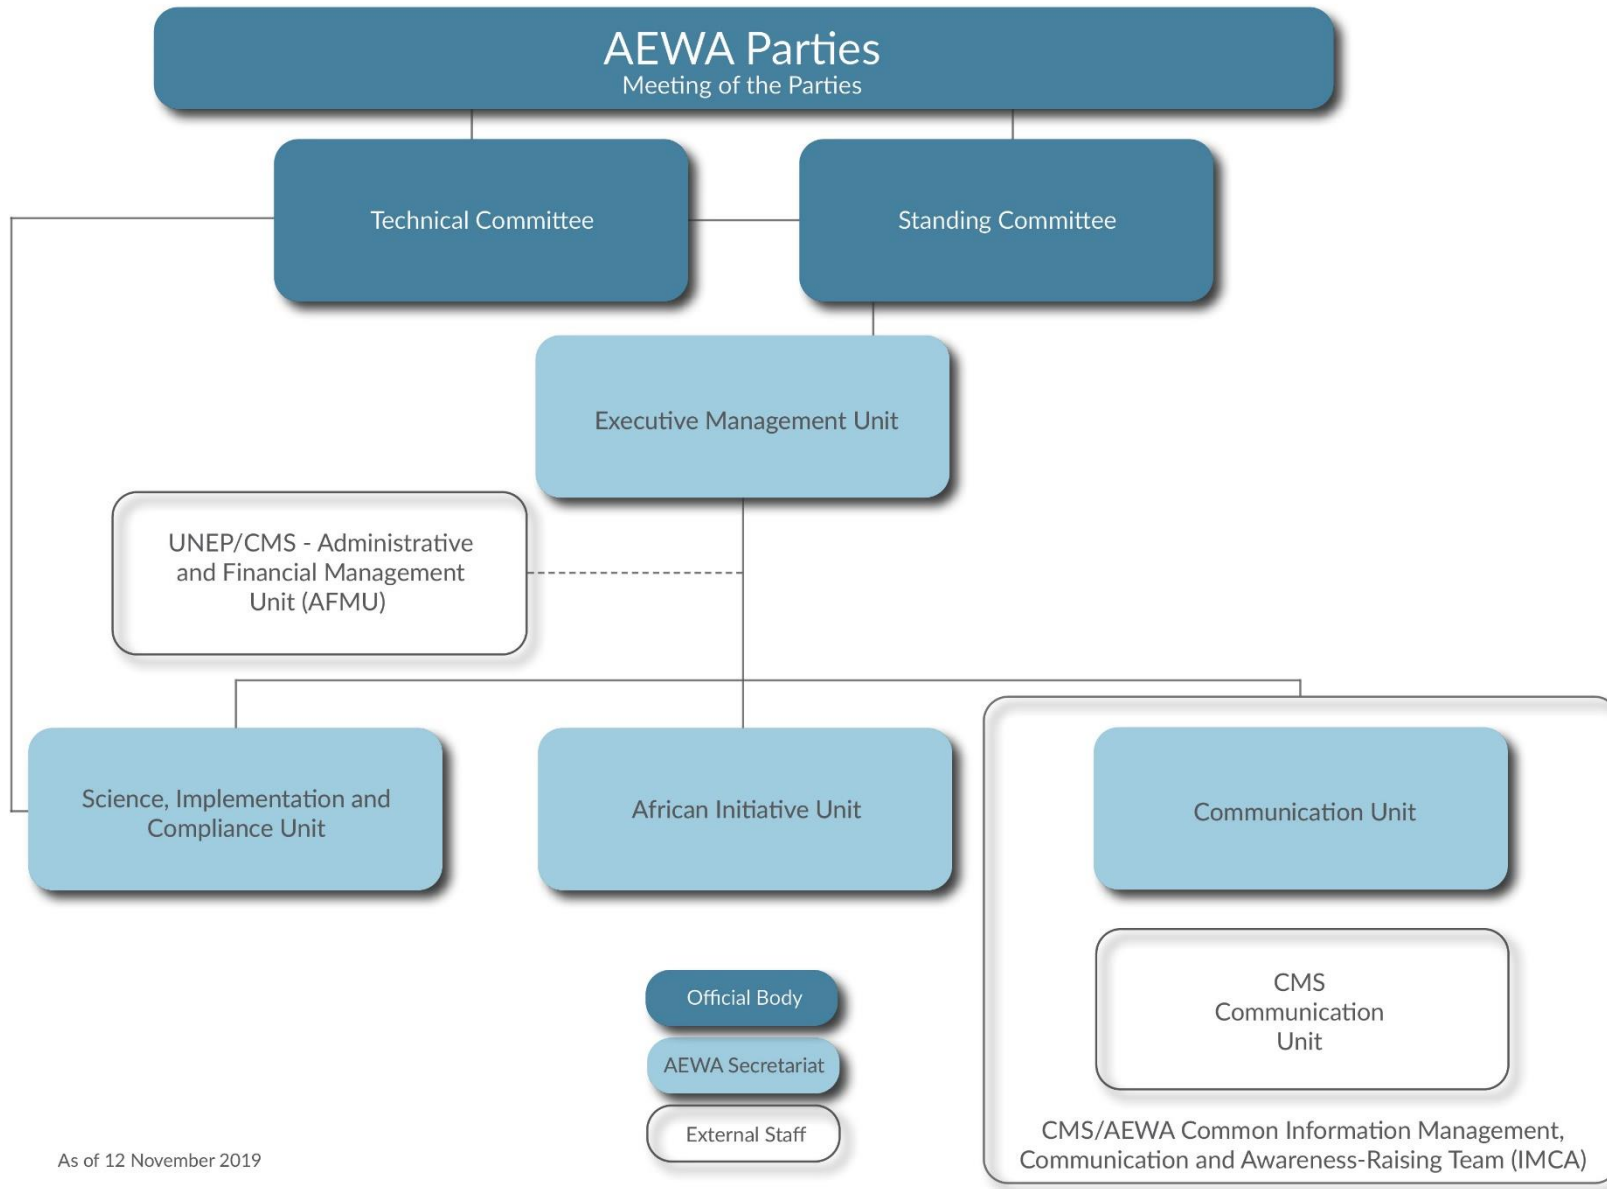 AEWA Parties
Meeting of the Parties
Technical Committee
Standing Committee
Executive Management Unit
UNEP/CMS - Administrative
and Financial Management
Unit (AFMU)
Science, Implementation and
Compliance Unit
African Initiative Unit
Communication Unit
CMS
Communication
Unit
CMS/AEWA Common Information Management,
Communication and Awareness-Raising Team (IMCA)
Official Body
AEWA Secretariat
External Staff
As of 12 November 2019